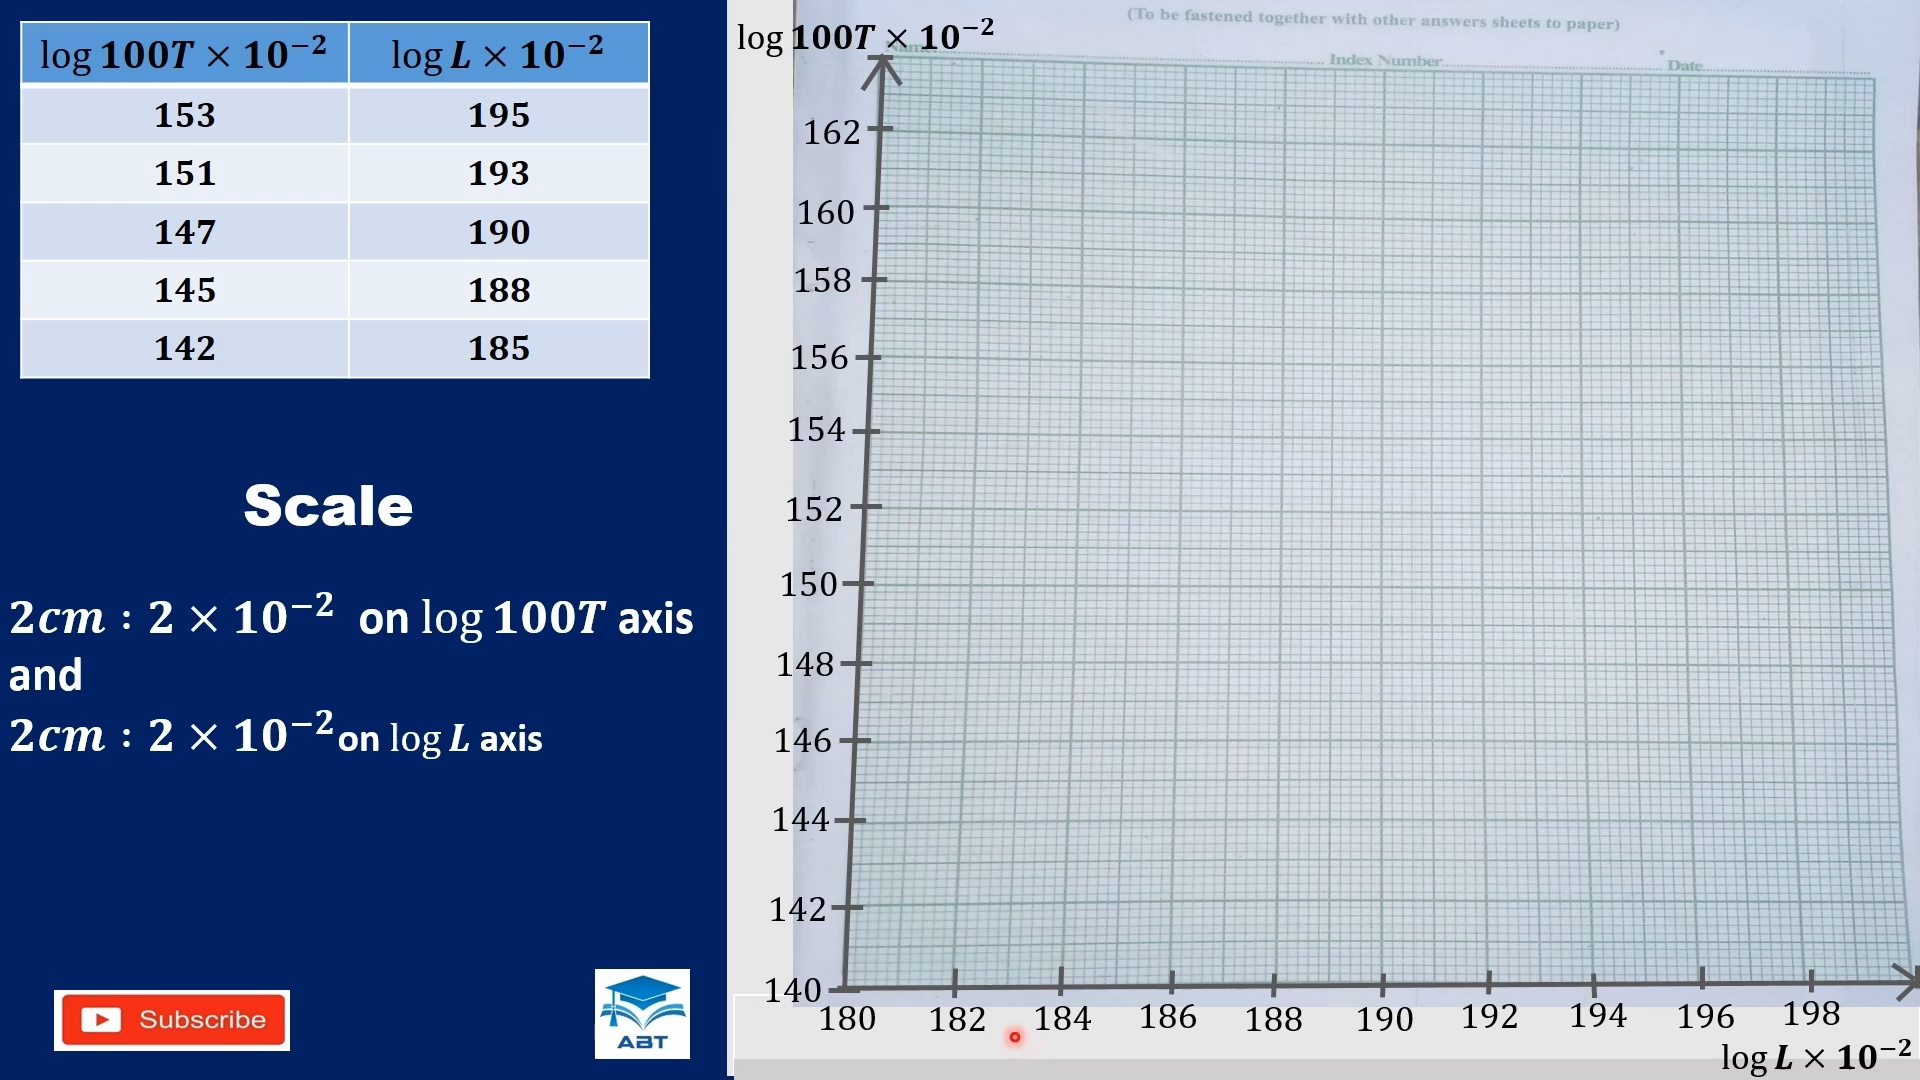 log 100T × 10⁻² log L × 10⁻²
153 195
151 193
147 190
145 188
142 185
Scale
2cm : 2 × 10⁻² on log 100T axis
and
2cm : 2 × 10⁻² on log L axis
Subscribe
ABT
(To be fastened together with other answers sheets to paper)
log 100T × 10⁻²
Name Index Number Date
162
160
158
156
154
152
150
148
146
144
142
140
180 182 184 186 188 190 192 194 196 198
log L × 10⁻²